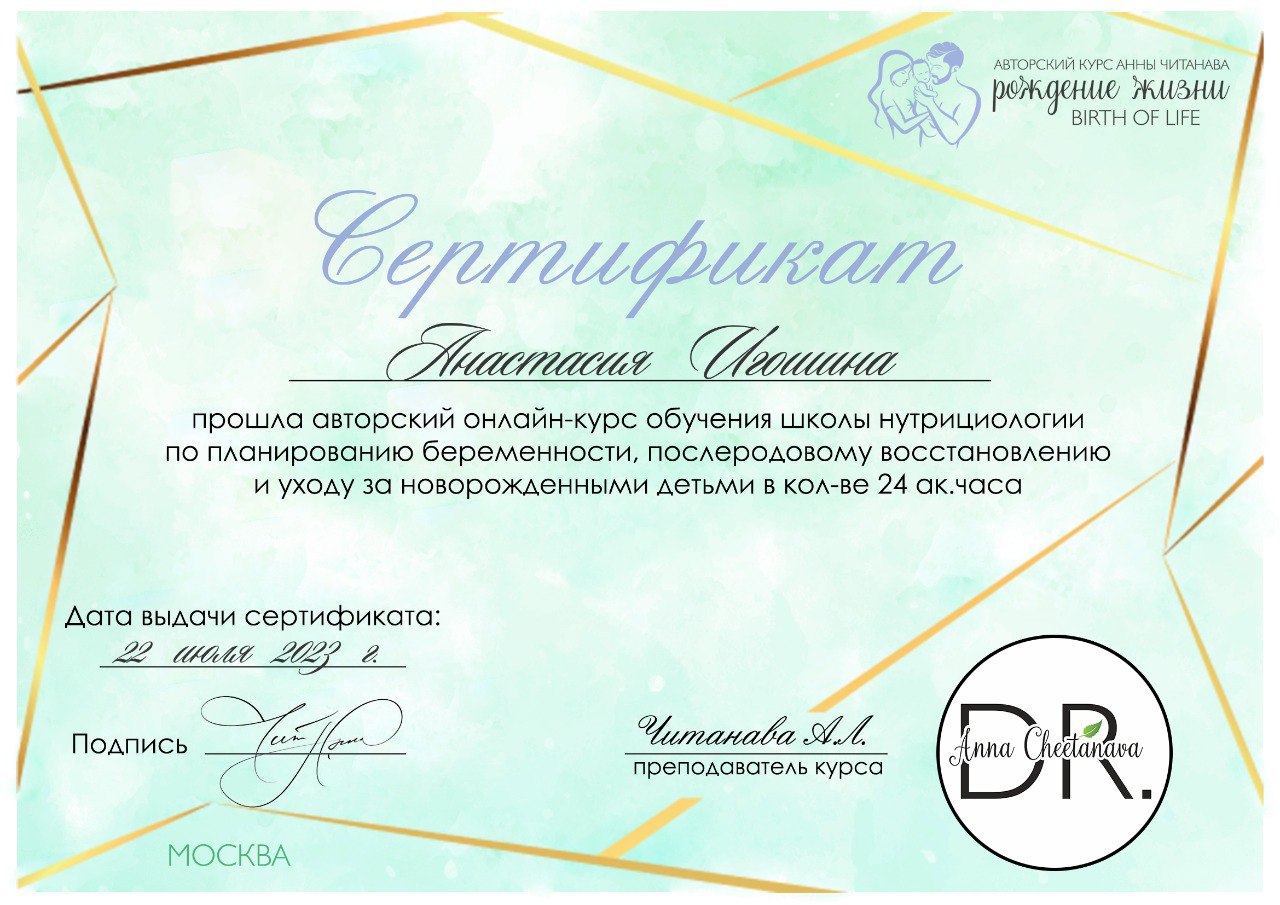 АВТОРСКИЙ КУРС АННЫ ЧИТАНАВА
рождение жизни
BIRTH OF LIFE
Сертификат
Анастасия Игошина
прошла авторский онлайн-курс обучения школы нутрициологии
по планированию беременности, послеродовому восстановлению
и уходу за новорожденными детьми в кол-ве 24 ак.часа
Дата выдачи сертификата:
22 июля 2023 г.
Подпись
Читанава А.Л.
преподаватель курса
DR.
Anna Cheetanava
МОСКВА